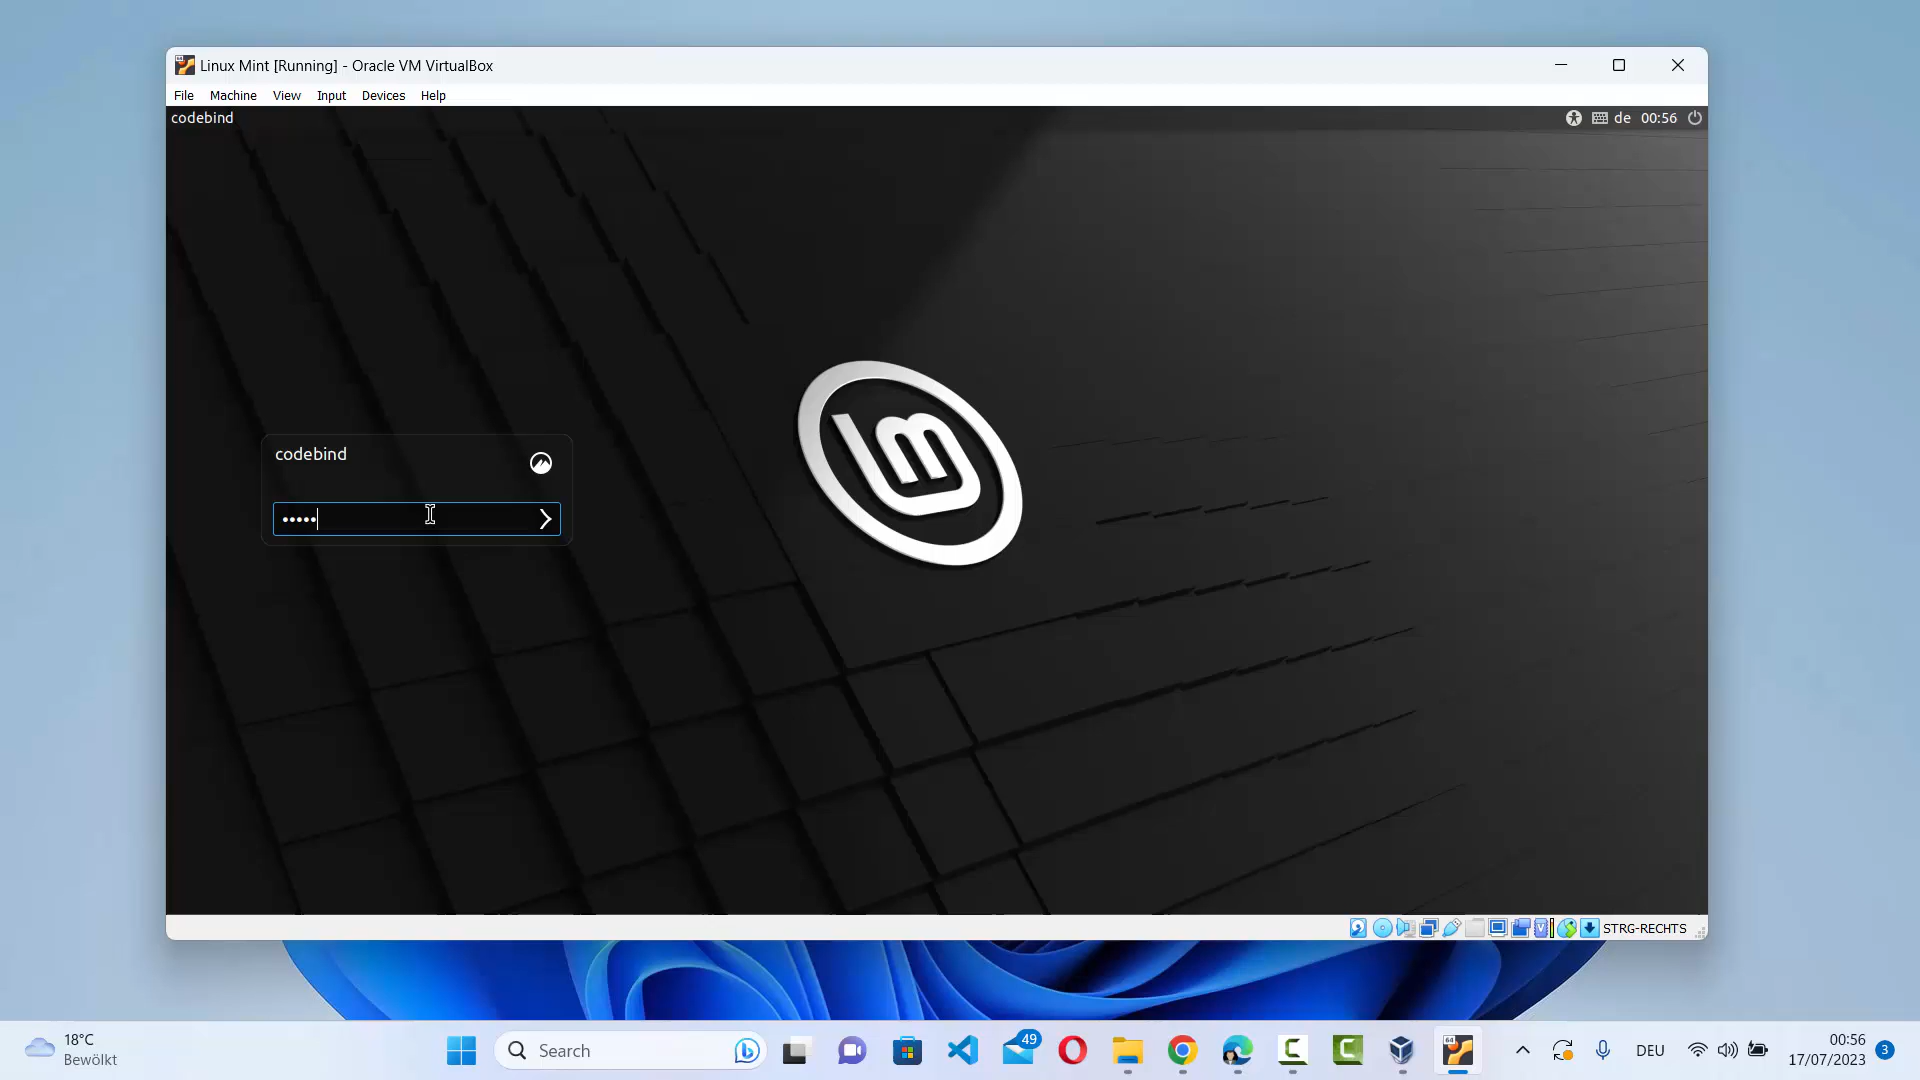 Linux Mint [Running] - Oracle VM VirtualBox
File Machine View Input Devices Help
codebind
de 00:56
codebind
•••••
STRG-RECHTS
18°C
Bewölkt
Search
49
64
DEU
00:56
17/07/2023
3